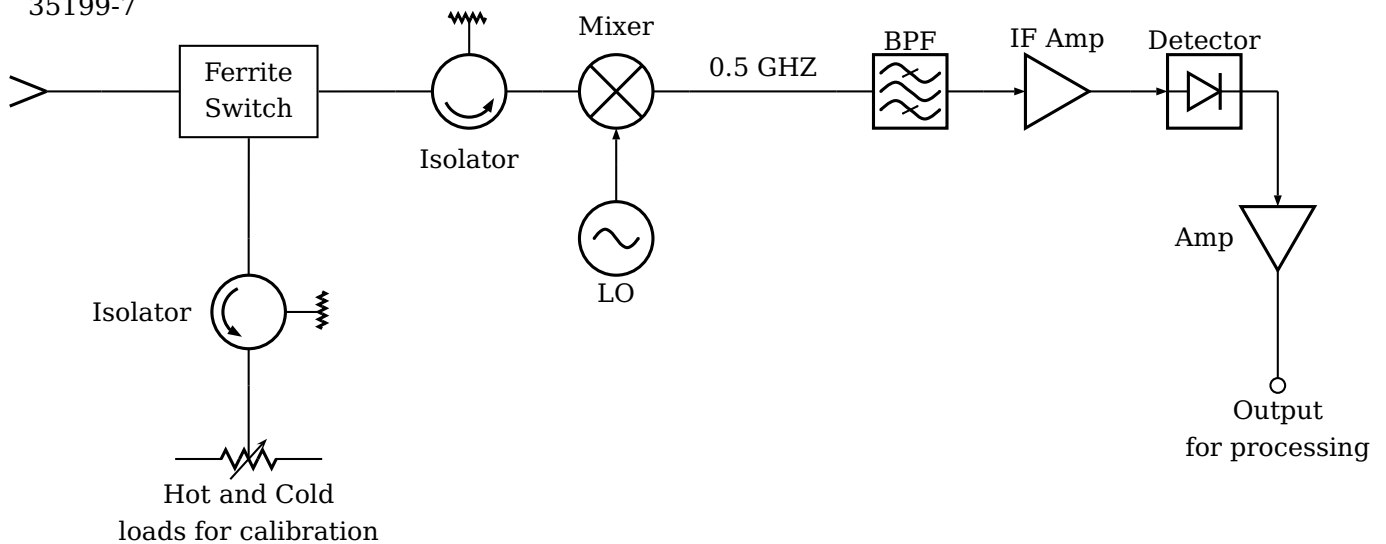 35199-7
Mixer
BPF
IF Amp
Detector
Ferrite
Switch
0.5 GHZ
Isolator
Amp
LO
Isolator
Output
for processing
Hot and Cold
loads for calibration